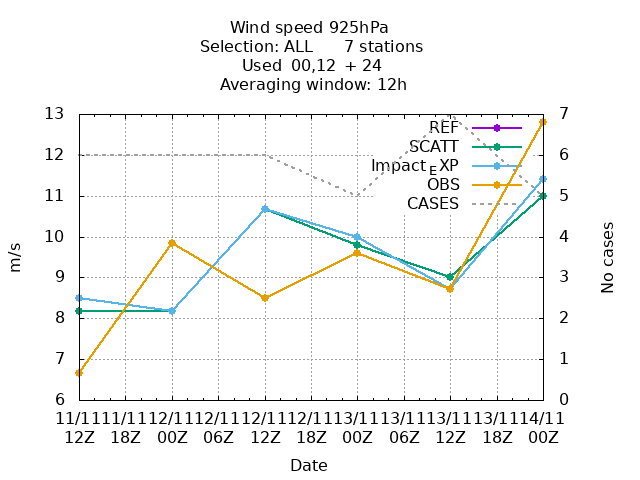 Wind speed 925hPa
Selection: ALL 7 stations
Used 00,12 + 24
Averaging window: 12h
13 7
REF
SCATT
12 6
Impact_EXP
OBS
11 5
CASES
10 4
m/s
No cases
9 3
8 2
7 1
6 0
11/11 11/11 12/11 12/11 12/11 12/11 13/11 13/11 13/11 13/11 14/11
12Z 18Z 00Z 06Z 12Z 18Z 00Z 06Z 12Z 18Z 00Z
Date